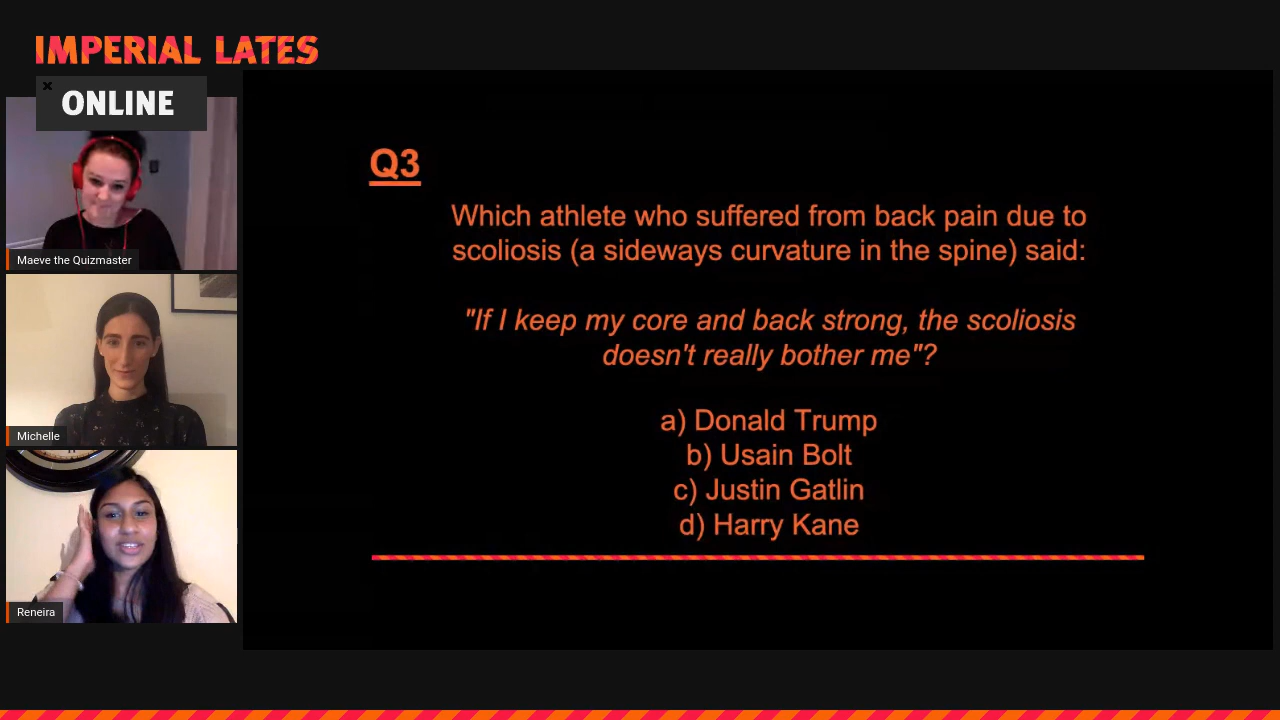 IMPERIAL LATES
ONLINE
Maeve the Quizmaster
Michelle
Reneira
Q3
Which athlete who suffered from back pain due to
scoliosis (a sideways curvature in the spine) said:
"If I keep my core and back strong, the scoliosis
doesn't really bother me"?
a) Donald Trump
b) Usain Bolt
c) Justin Gatlin
d) Harry Kane